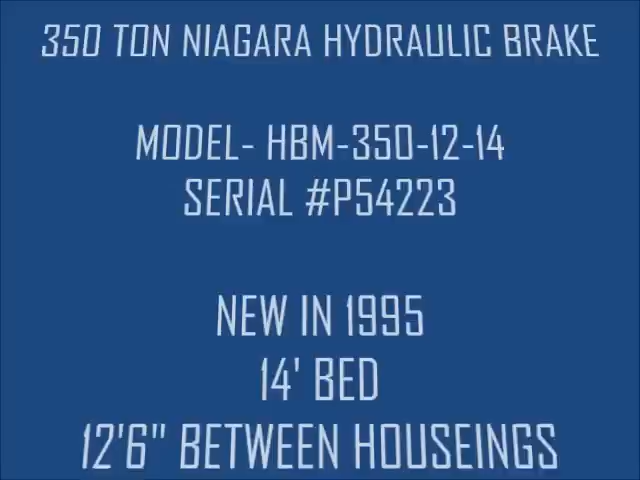 350 TON NIAGARA HYDRAULIC BRAKE
MODEL- HBM-350-12-14
SERIAL #P54223
NEW IN 1995
14' BED
12'6" BETWEEN HOUSEINGS